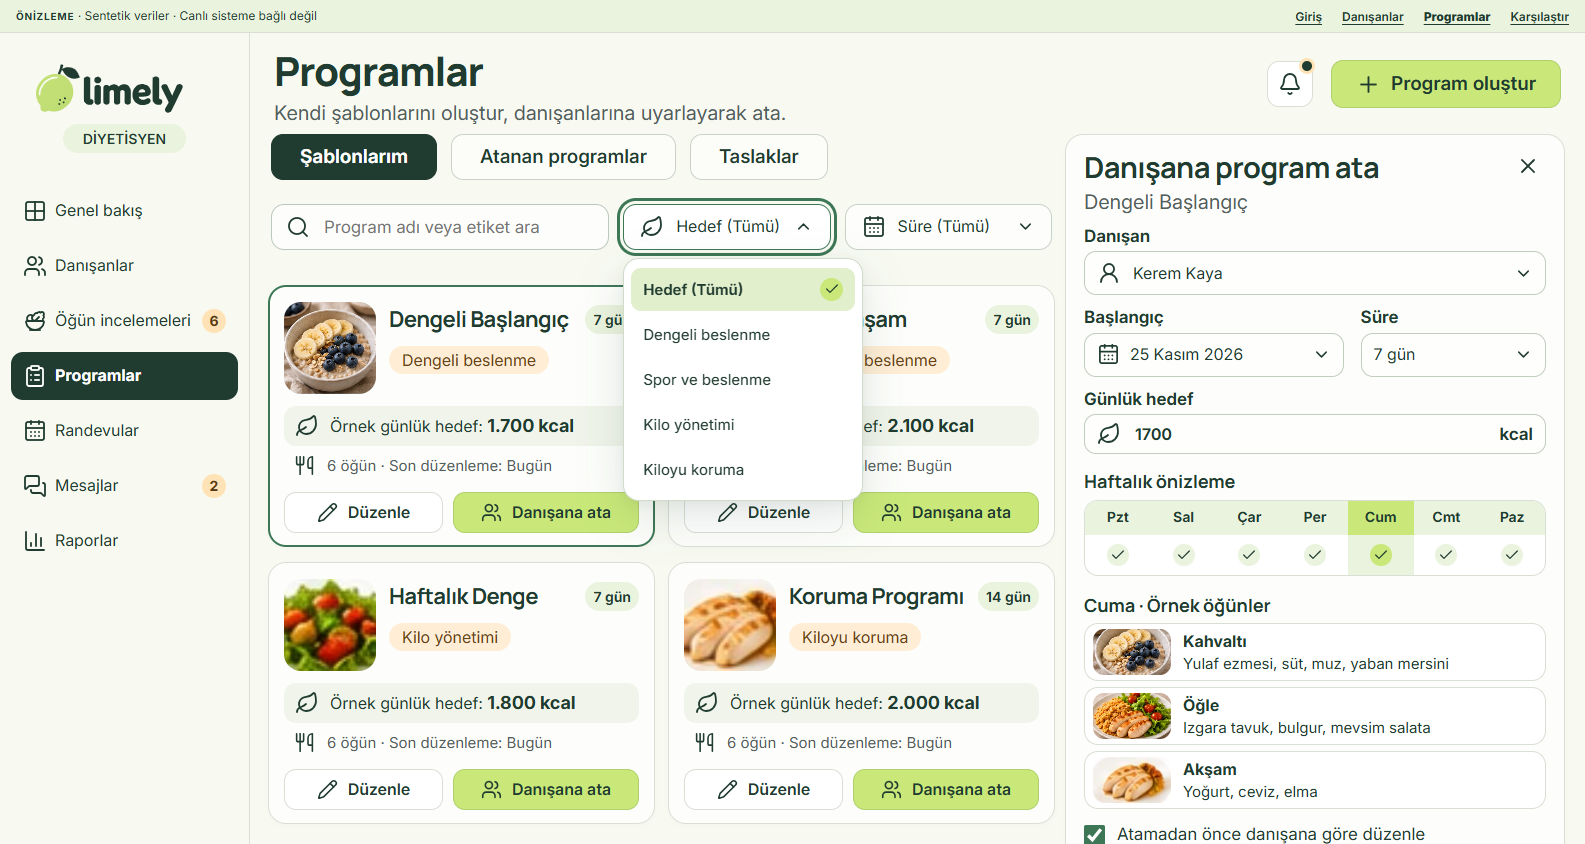 ÖNİZLEME · Sentetik veriler · Canlı sisteme bağlı değil
Giriş Danışanlar Programlar Karşılaştır
limely
DİYETİSYEN
Genel bakış
Danışanlar
Öğün incelemeleri 6
Programlar
Randevular
Mesajlar 2
Raporlar
Programlar
Kendi şablonlarını oluştur, danışanlarına uyarlayarak ata.
Program oluştur
Şablonlarım Atanan programlar Taslaklar
Program adı veya etiket ara
Hedef (Tümü)
Süre (Tümü)
Hedef (Tümü)
Dengeli beslenme
Spor ve beslenme
Kilo yönetimi
Kiloyu koruma
Dengeli Başlangıç 7 gü
Dengeli beslenme
Örnek günlük hedef: 1.700 kcal
6 öğün · Son düzenleme: Bugün
Düzenle Danışana ata
şam 7 gün
beslenme
ef: 2.100 kcal
leme: Bugün
Düzenle Danışana ata
Haftalık Denge 7 gün
Kilo yönetimi
Örnek günlük hedef: 1.800 kcal
6 öğün · Son düzenleme: Bugün
Düzenle Danışana ata
Koruma Programı 14 gün
Kiloyu koruma
Örnek günlük hedef: 2.000 kcal
6 öğün · Son düzenleme: Bugün
Düzenle Danışana ata
Danışana program ata
Dengeli Başlangıç
Danışan
Kerem Kaya
Başlangıç Süre
25 Kasım 2026 7 gün
Günlük hedef
1700 kcal
Haftalık önizleme
Pzt Sal Çar Per Cum Cmt Paz
Cuma · Örnek öğünler
Kahvaltı
Yulaf ezmesi, süt, muz, yaban mersini
Öğle
Izgara tavuk, bulgur, mevsim salata
Akşam
Yoğurt, ceviz, elma
Atamadan önce danışana göre düzenle